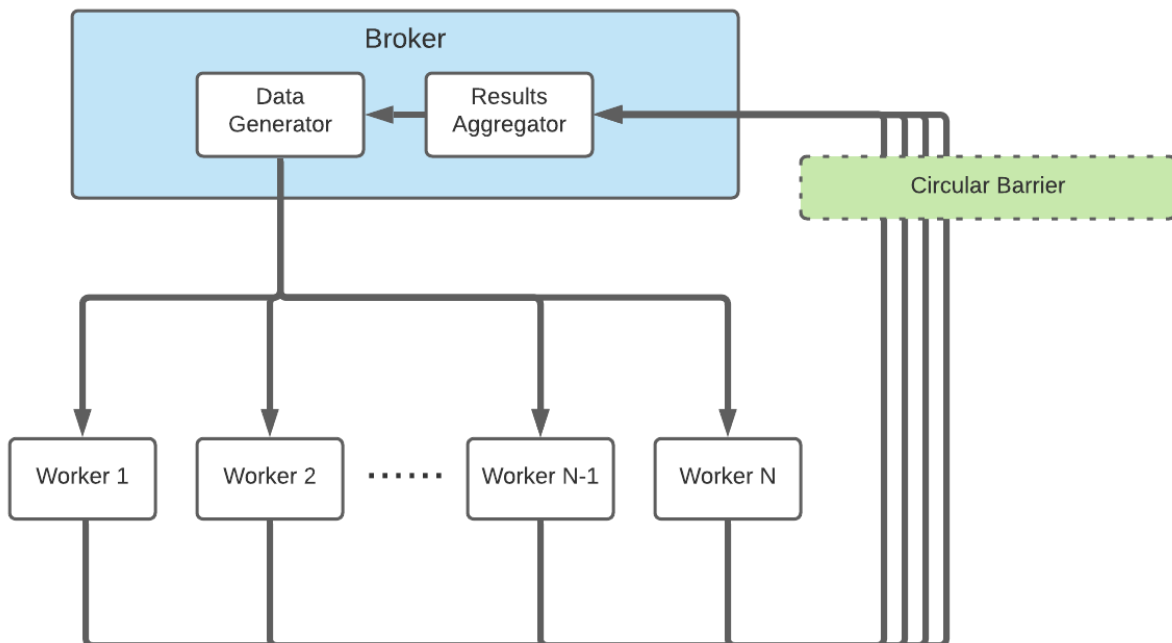 Broker
Data
Generator
Results
Aggregator
Circular Barrier
Worker 1
Worker 2
......
Worker N-1
Worker N